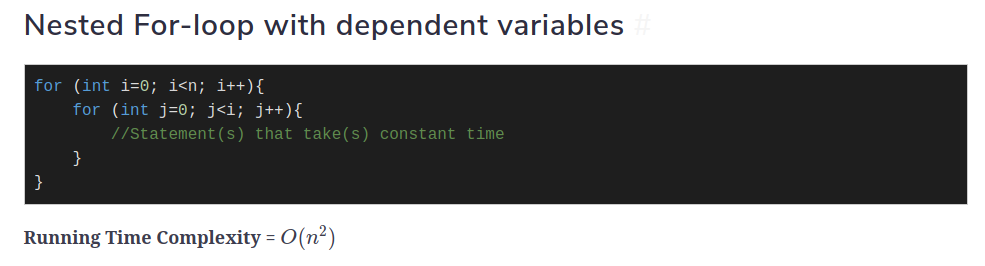 Nested For-loop with dependent variables #
for (int i=0; i<n; i++){
    for (int j=0; j<i; j++){
        //Statement(s) that take(s) constant time
    }
}
Running Time Complexity = O(n²)